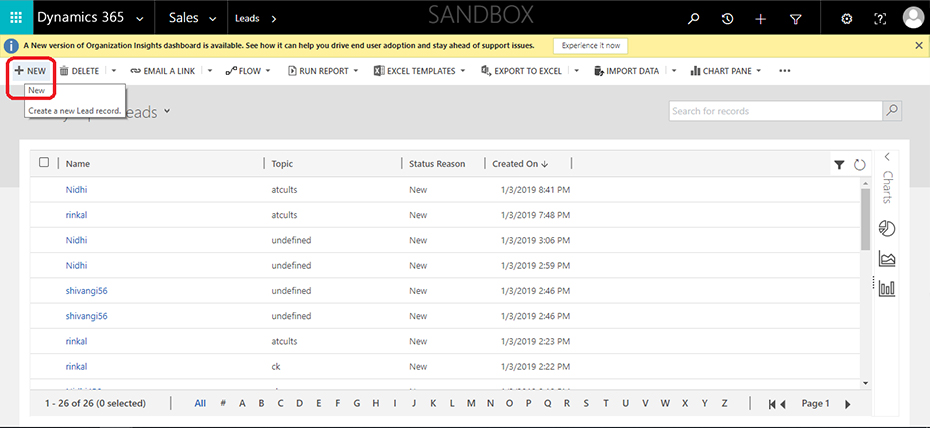 Dynamics 365 Sales Leads SANDBOX
A New version of Organization Insights dashboard is available. See how it can help you drive end user adoption and stay ahead of support issues. Experience it now
NEW DELETE EMAIL A LINK FLOW RUN REPORT EXCEL TEMPLATES EXPORT TO EXCEL IMPORT DATA CHART PANE
New
Create a new Lead record.
eads
Search for records
Name Topic Status Reason Created On
Nidhi atcults New 1/3/2019 8:41 PM
rinkal atcults New 1/3/2019 7:48 PM
Nidhi undefined New 1/3/2019 3:06 PM
Nidhi undefined New 1/3/2019 2:59 PM
shivangi56 undefined New 1/3/2019 2:46 PM
shivangi56 undefined New 1/3/2019 2:46 PM
rinkal atcults New 1/3/2019 2:23 PM
rinkal ck New 1/3/2019 2:22 PM
Charts
1 - 26 of 26 (0 selected) All # A B C D E F G H I J K L M N O P Q R S T U V W X Y Z Page 1